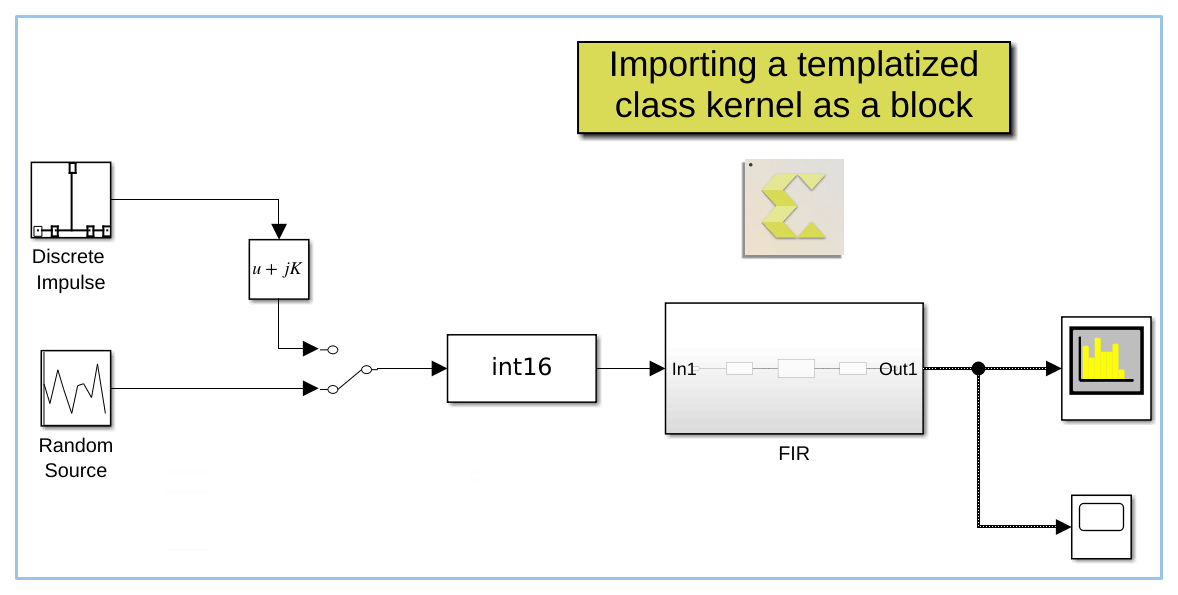 Importing a templatized
class kernel as a block
Discrete
Impulse
u + jK
Random
Source
int16
In1
Out1
FIR